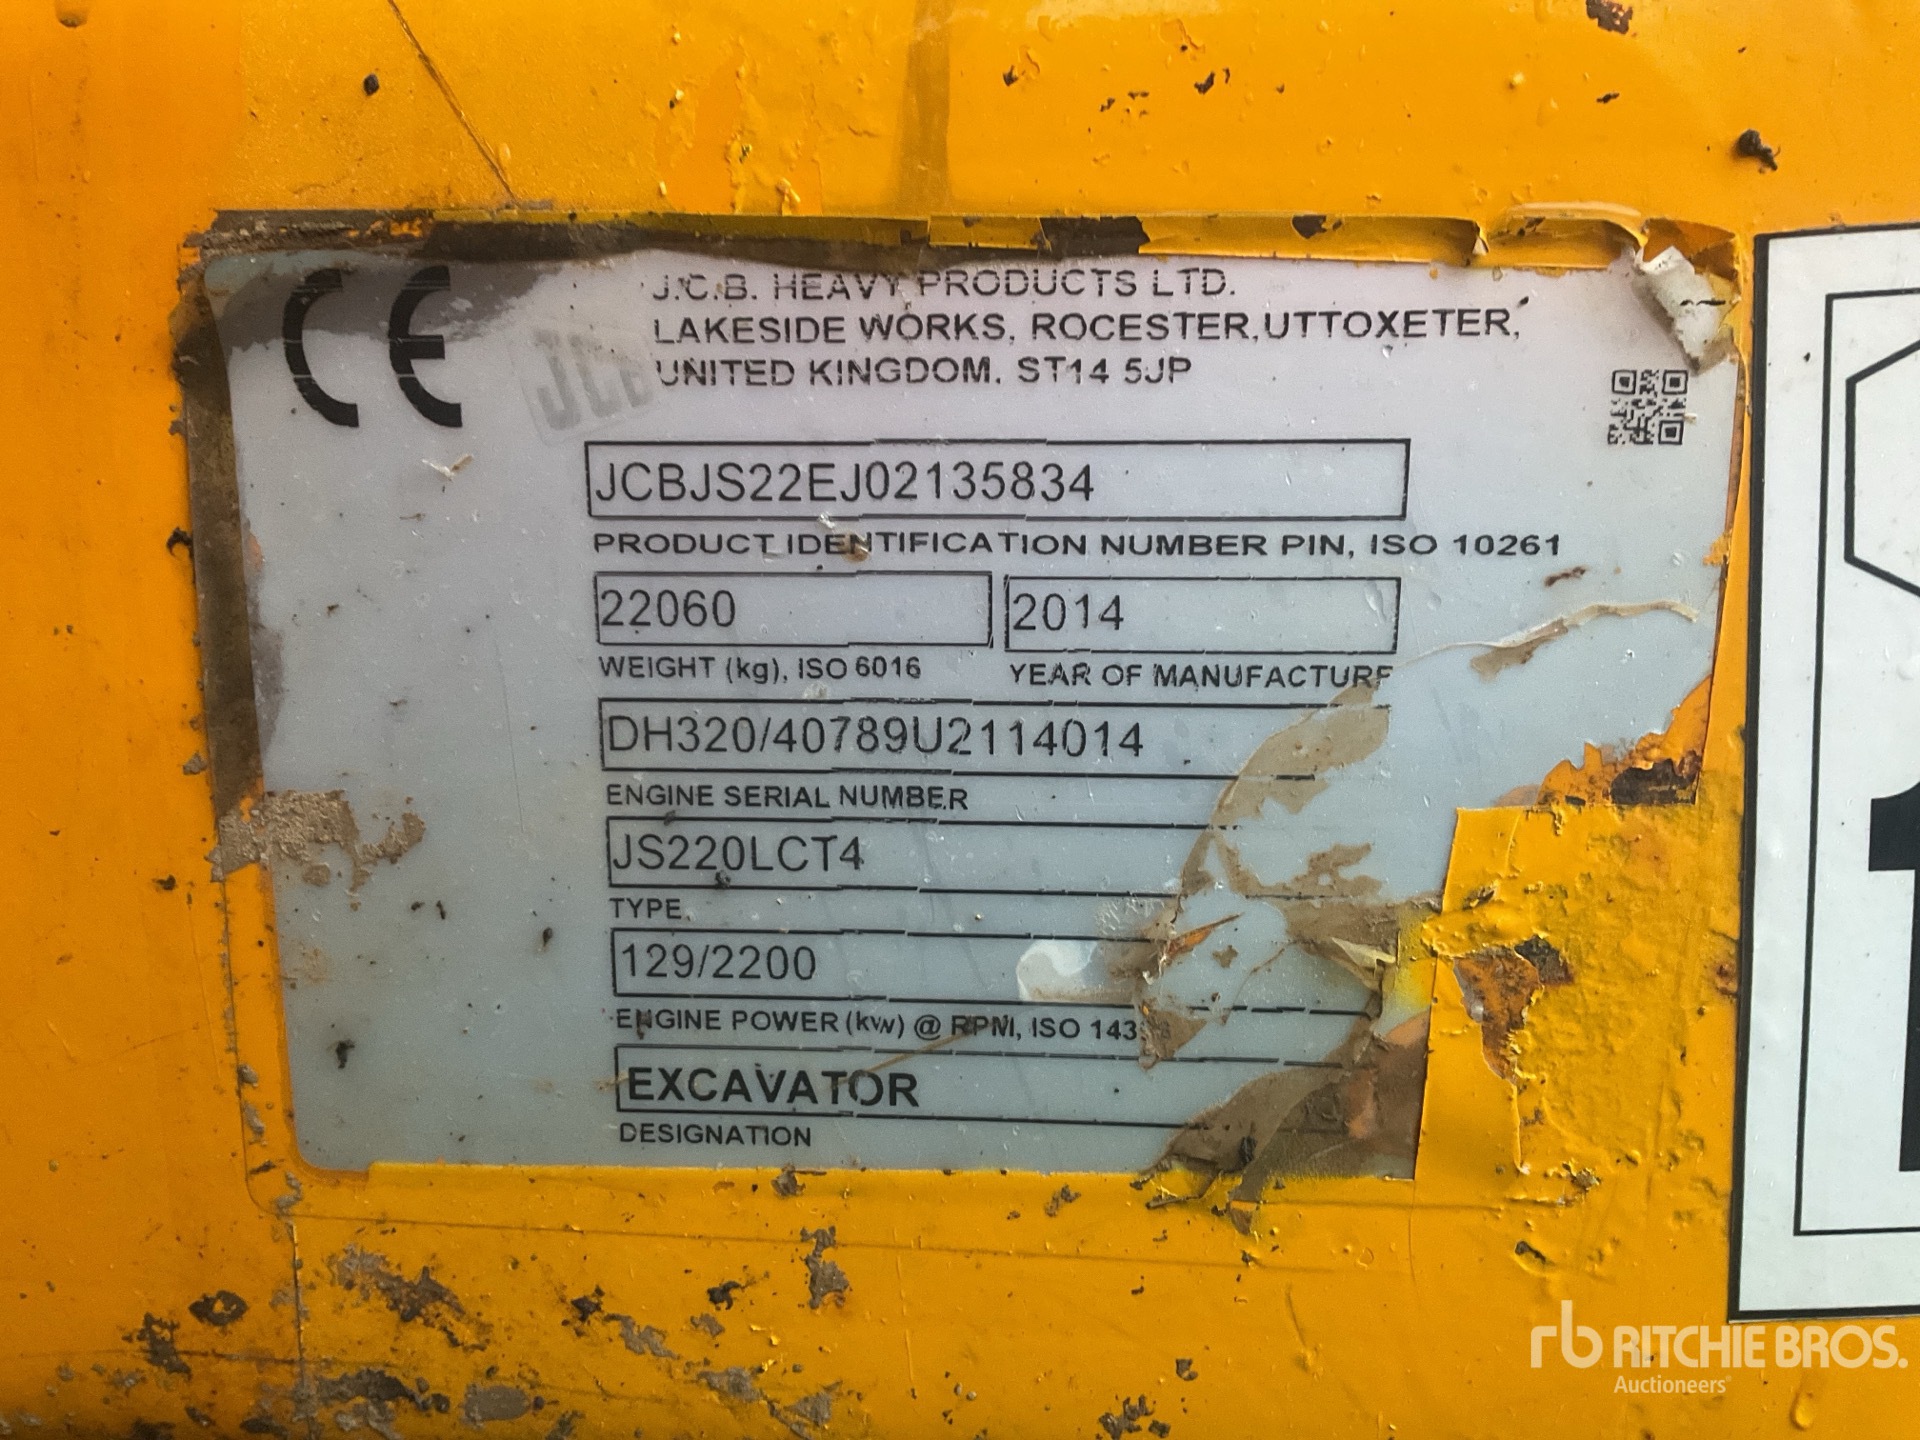 CE
JCB
J.C.B. HEAVY PRODUCTS LTD.
LAKESIDE WORKS, ROCESTER,UTTOXETER,
UNITED KINGDOM. ST14 5JP
JCBJS22EJ02135834
PRODUCT IDENTIFICATION NUMBER PIN, ISO 10261
22060
2014
WEIGHT (kg), ISO 6016
YEAR OF MANUFACTURE
DH320/40789U2114014
ENGINE SERIAL NUMBER
JS220LCT4
TYPE
129/2200
ENGINE POWER (kw) @ RPM, ISO
EXCAVATOR
DESIGNATION
rb RITCHIE BROS.
Auctioneers